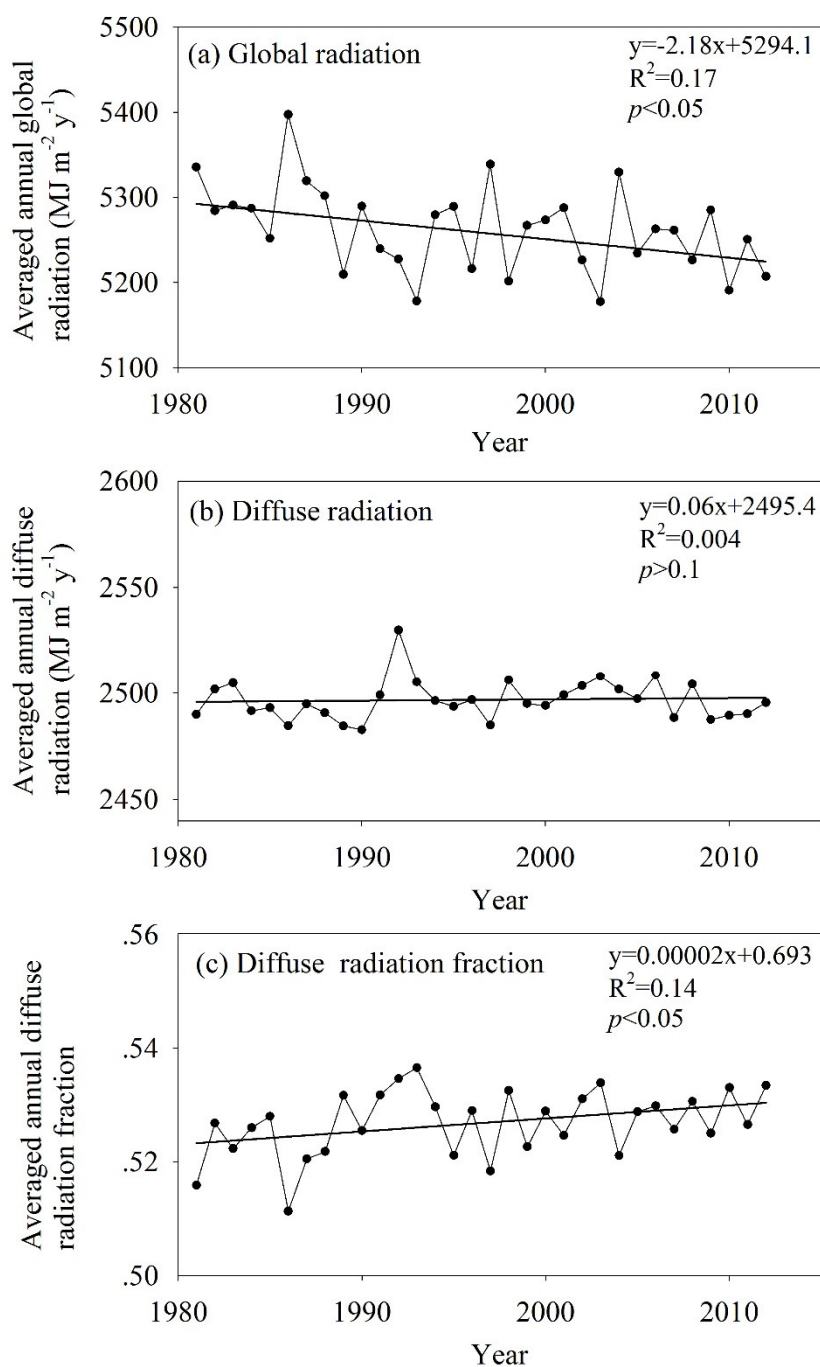 (a) Global radiation
y=-2.18x+5294.1
R²=0.17
p<0.05
Averaged annual global
radiation (MJ m⁻² y⁻¹)
5500
5400
5300
5200
5100
1980 1990 2000 2010
Year
(b) Diffuse radiation
y=0.06x+2495.4
R²=0.004
p>0.1
Averaged annual diffuse
radiation (MJ m⁻² y⁻¹)
2600
2550
2500
2450
1980 1990 2000 2010
Year
(c) Diffuse radiation fraction
y=0.00002x+0.693
R²=0.14
p<0.05
Averaged annual diffuse
radiation fraction
.56
.54
.52
.50
1980 1990 2000 2010
Year